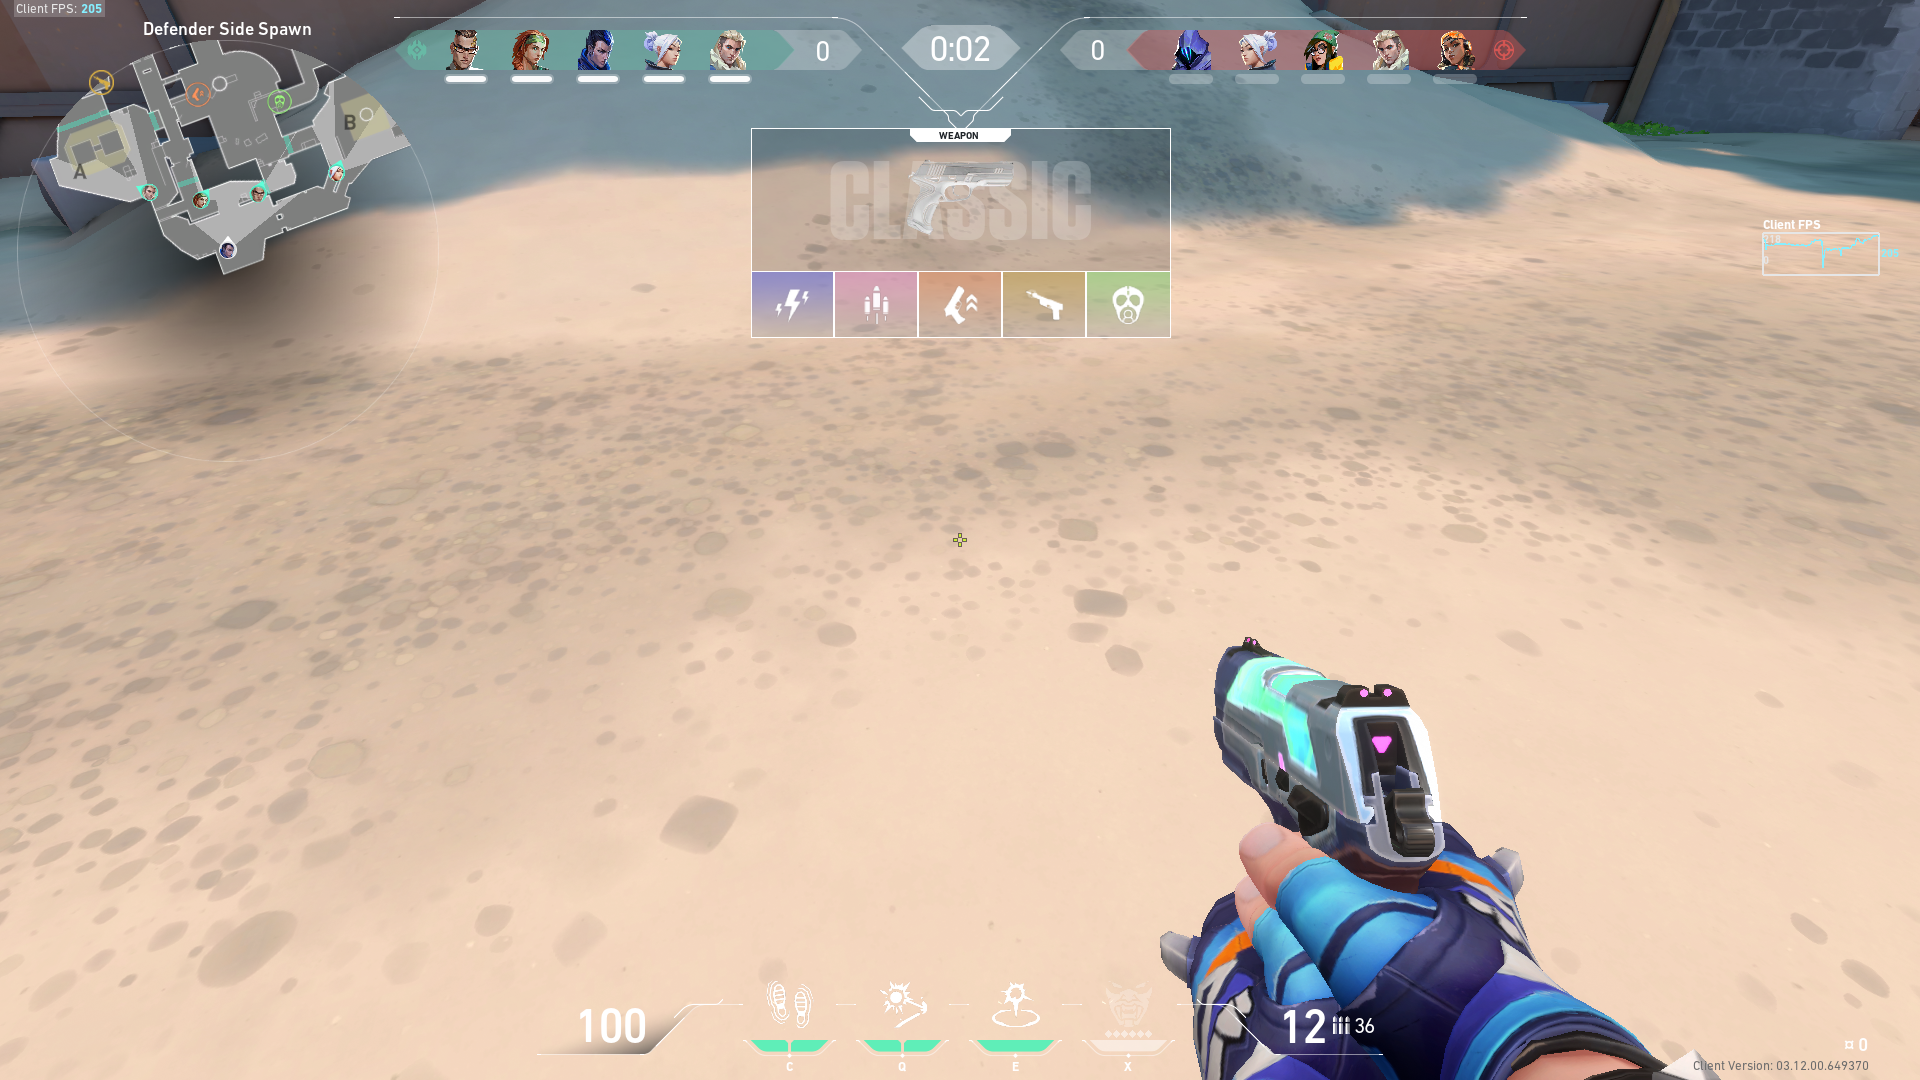 Client FPS: 205
Defender Side Spawn
0
0:02
0
WEAPON
CLASSIC
A
B
Client FPS
0
100
12
36
C
Q
E
X
0
Client Version: 03.12.00.649370